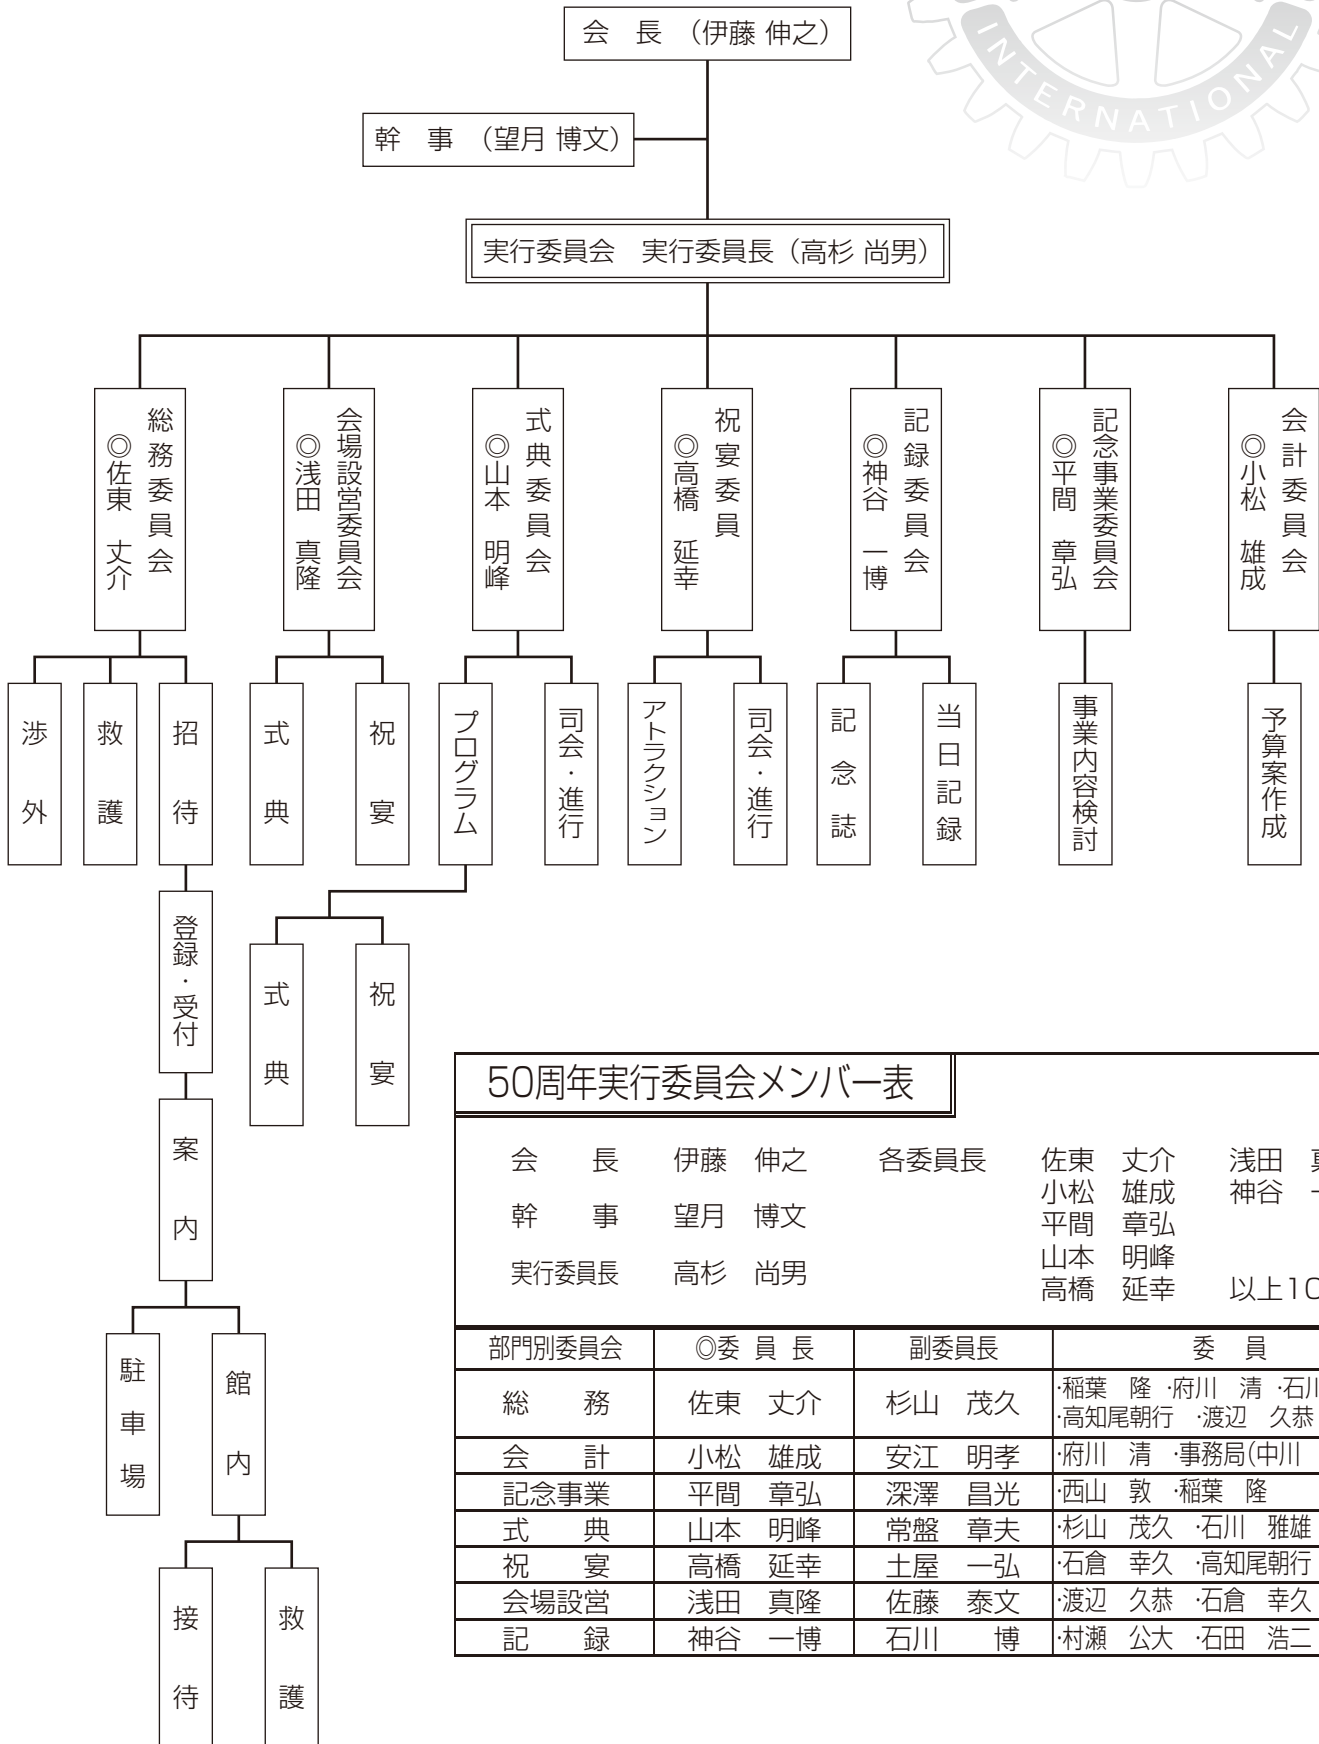 INTERNATIONAL
会　長　（伊藤 伸之）
幹　事　（望月 博文）
実行委員会　実行委員長（高杉 尚男）
総務委員会
◎佐東　丈介
会場設営委員会
◎浅田　真隆
式典委員会
◎山本　明峰
祝宴委員
◎高橋　延幸
記録委員会
◎神谷　一博
記念事業委員会
◎平間　章弘
会計委員会
◎小松　雄成
渉外
救護
招待
式典
祝宴
プログラム
司会・進行
アトラクション
司会・進行
記念誌
当日記録
事業内容検討
予算案作成
登録・受付
式典
祝宴
案内
駐車場
館内
接待
救護
50周年実行委員会メンバー表
会　長　伊藤　伸之　各委員長　佐東　丈介　浅田
小松　雄成　神谷
幹　事　望月　博文　平間　章弘
山本　明峰
実行委員長　高杉　尚男　高橋　延幸　以上10
部門別委員会　◎委員長　副委員長　委　員
総　務　佐東　丈介　杉山　茂久　・稲葉　隆　・府川　清　・石川
・高知尾朝行　・渡辺　久恭
会　計　小松　雄成　安江　明孝　・府川　清　・事務局(中川
記念事業　平間　章弘　深澤　昌光　・西山　敦　・稲葉　隆
式　典　山本　明峰　常盤　章夫　・杉山　茂久　・石川　雅雄
祝　宴　高橋　延幸　土屋　一弘　・石倉　幸久　・高知尾朝行
会場設営　浅田　真隆　佐藤　泰文　・渡辺　久恭　・石倉　幸久
記　録　神谷　一博　石川　博　・村瀬　公大　・石田　浩二